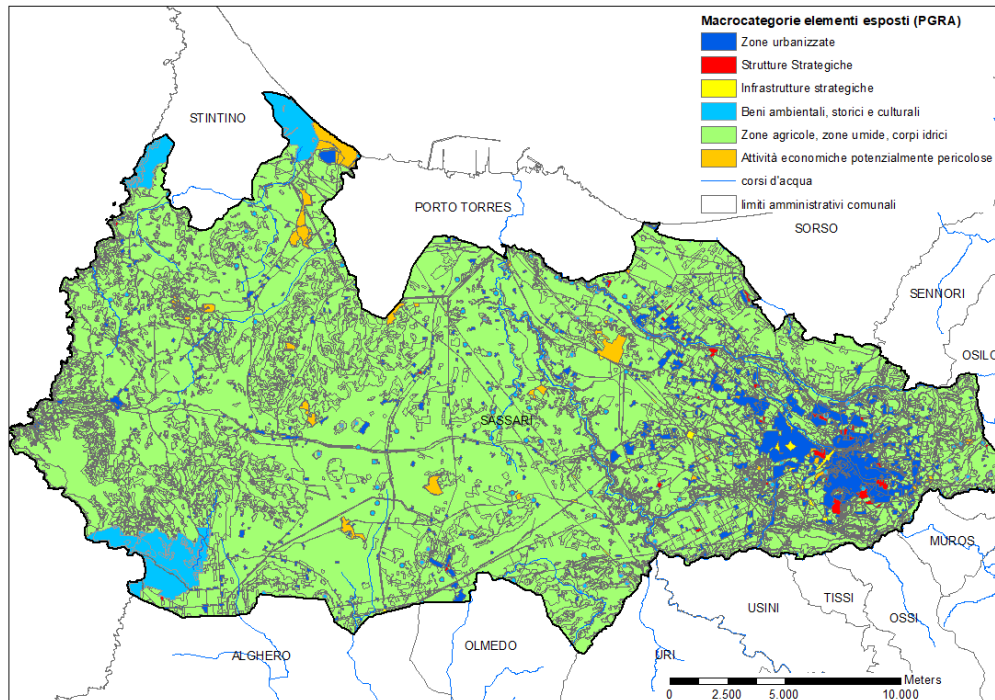 Macrocategorie elementi esposti (PGRA)
Zone urbanizzate
Strutture Strategiche
Infrastrutture strategiche
Beni ambientali, storici e culturali
Zone agricole, zone umide, corpi idrici
Attività economiche potenzialmente pericolose
corsi d'acqua
limiti amministrativi comunali
STINTINO
PORTO TORRES
SORSO
SENNORI
OSILO
SASSARI
MUROS
TISSI
USINI
OSSI
OLMEDO
ALGHERO
URI
Meters
0 2.500 5.000 10.000